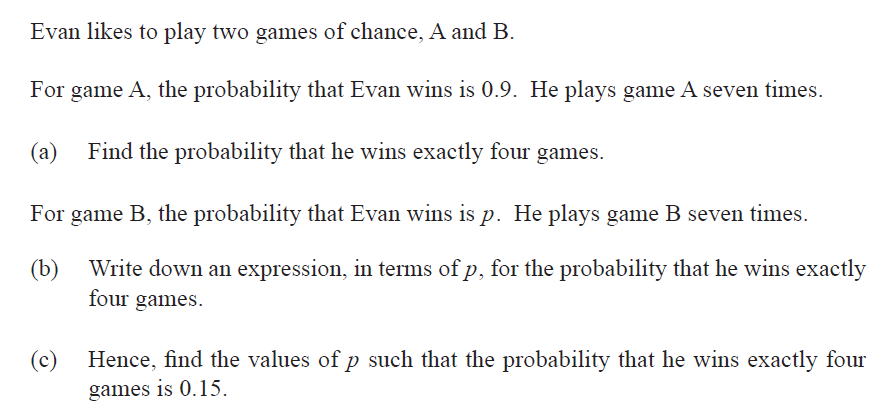 Evan likes to play two games of chance, A and B.
For game A, the probability that Evan wins is 0.9. He plays game A seven times.
(a) Find the probability that he wins exactly four games.
For game B, the probability that Evan wins is p. He plays game B seven times.
(b) Write down an expression, in terms of p, for the probability that he wins exactly
four games.
(c) Hence, find the values of p such that the probability that he wins exactly four
games is 0.15.